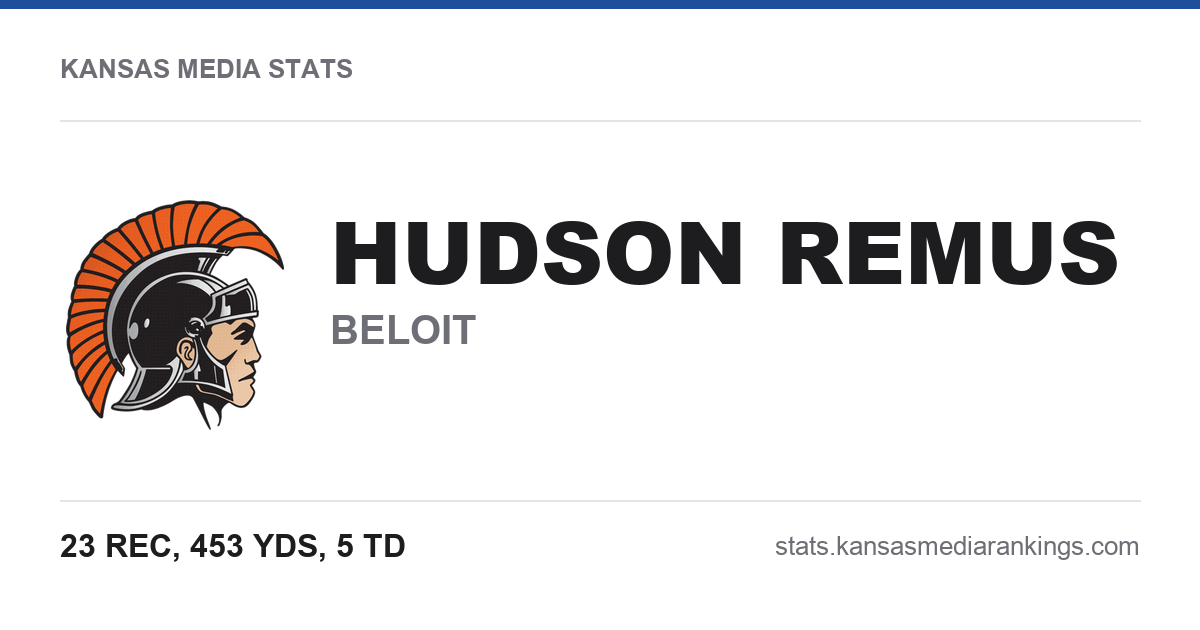 KANSAS MEDIA STATS
HUDSON REMUS
BELOIT
23 REC, 453 YDS, 5 TD
stats.kansasmediarankings.com